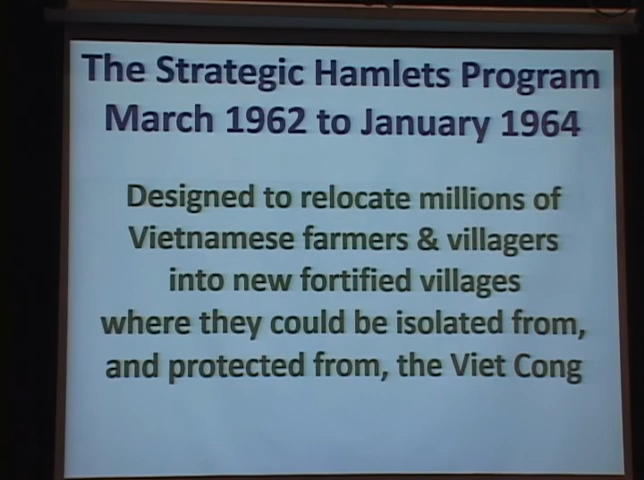 The Strategic Hamlets Program
March 1962 to January 1964
Designed to relocate millions of
Vietnamese farmers & villagers
into new fortified villages
where they could be isolated from,
and protected from, the Viet Cong